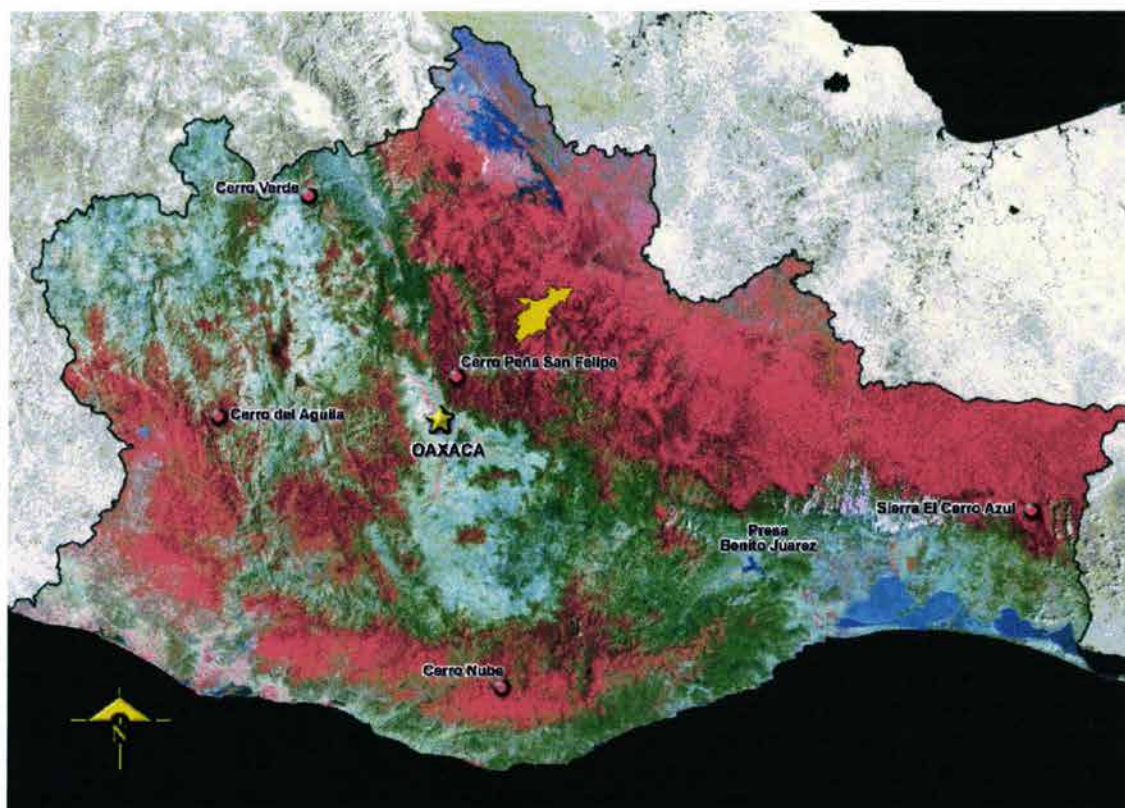 Cerro Verde
Cerro Peña San Felipe
Cerro del Aguila
OAXACA
Sierra El Cerro Azul
Presa
Benito Juarez
Cerro Nube
N